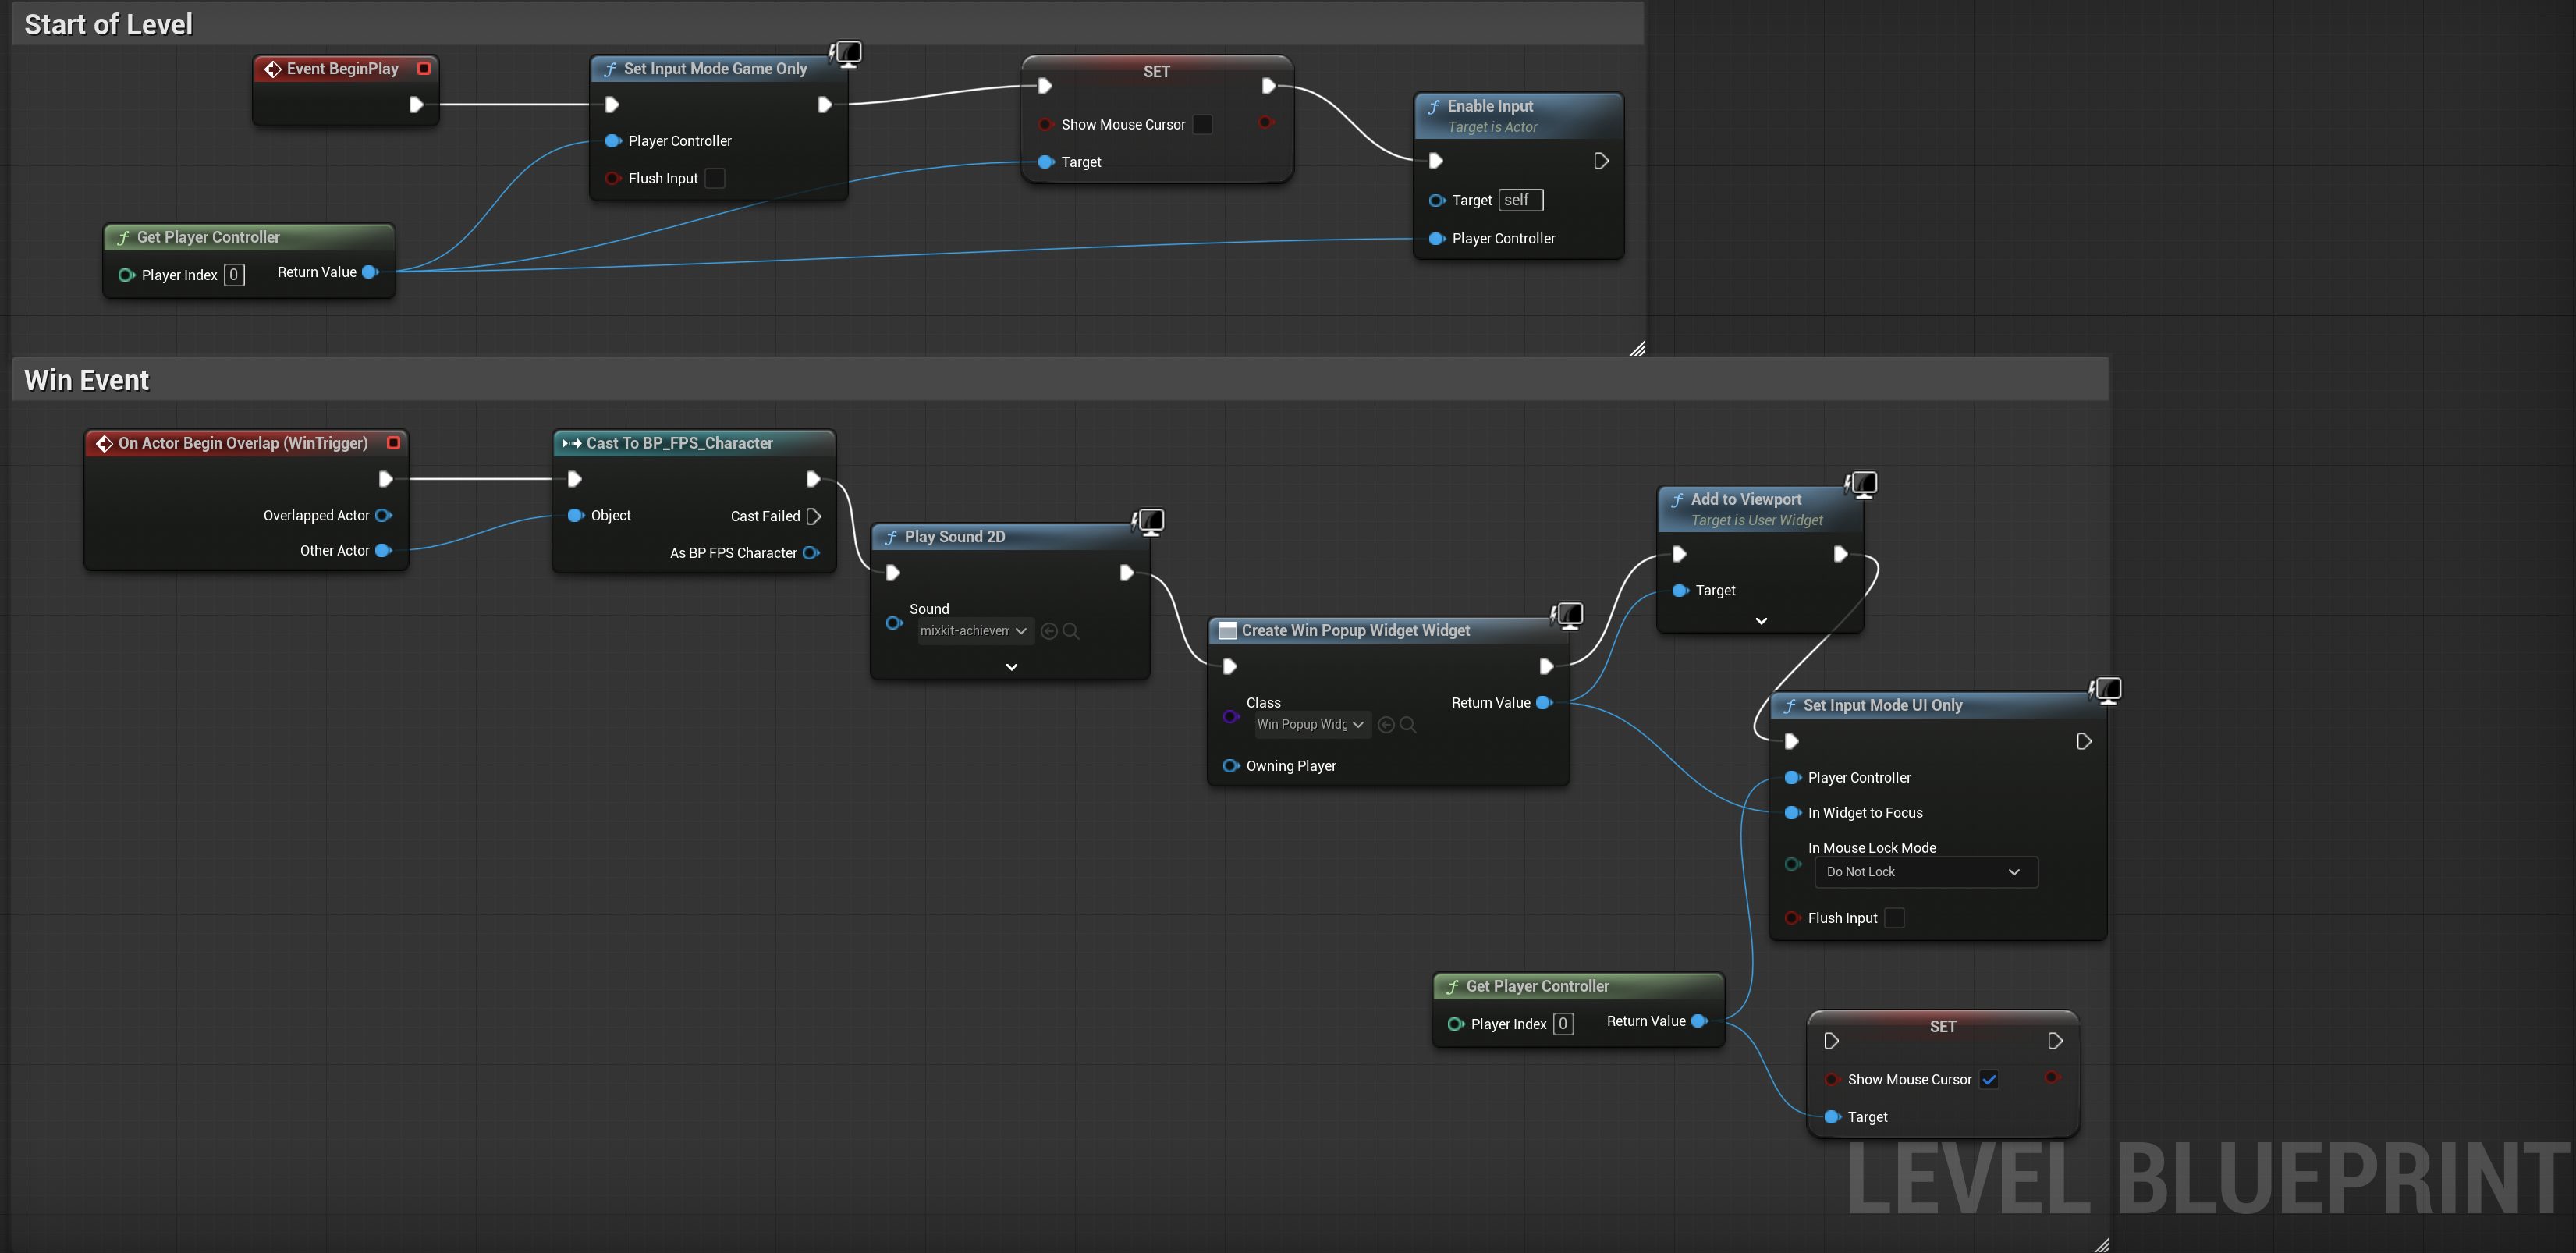 Start of Level
Event BeginPlay
Set Input Mode Game Only
Player Controller
Flush Input
SET
Show Mouse Cursor
Target
Enable Input
Target is Actor
Target self
Player Controller
Get Player Controller
Player Index 0 Return Value
Win Event
On Actor Begin Overlap (WinTrigger)
Overlapped Actor
Other Actor
Cast To BP_FPS_Character
Object Cast Failed
As BP FPS Character
Play Sound 2D
Sound
mixkit-achieven
Create Win Popup Widget Widget
Class Return Value
Win Popup Widg
Owning Player
Add to Viewport
Target is User Widget
Target
Set Input Mode UI Only
Player Controller
In Widget to Focus
In Mouse Lock Mode
Do Not Lock
Flush Input
Get Player Controller
Player Index 0 Return Value
SET
Show Mouse Cursor
Target
LEVEL BLUEPRINT